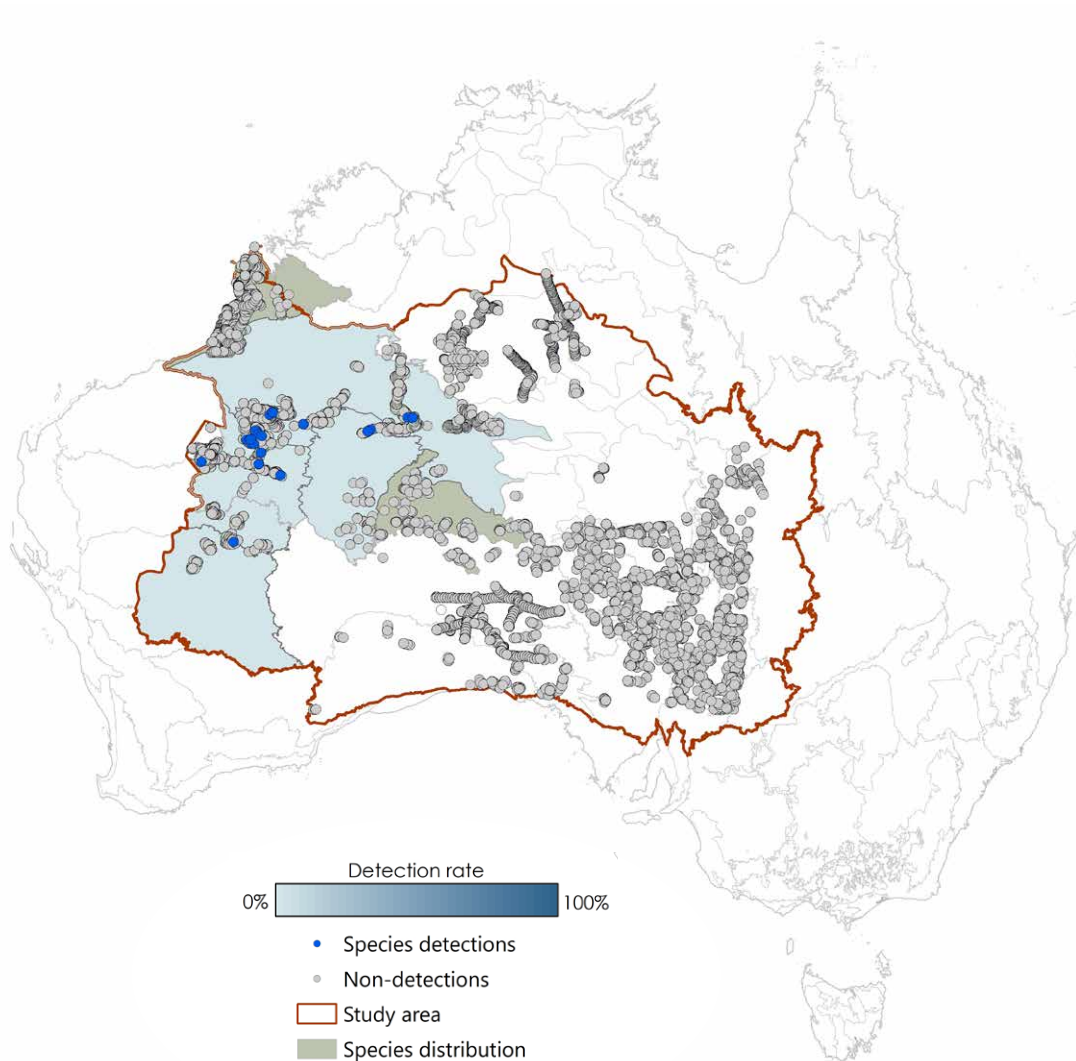 Detection rate
0% 100%
Species detections
Non-detections
Study area
Species distribution